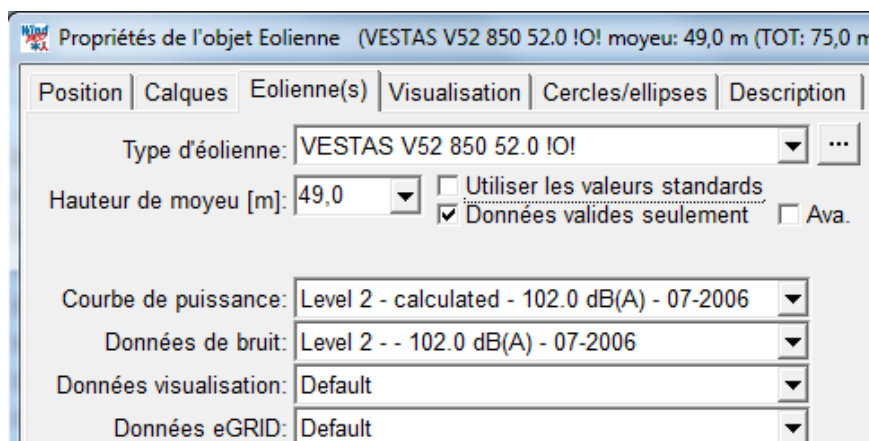 Propriétés de l'objet Eolienne (VESTAS V52 850 52.0 !O! moyeu: 49,0 m (TOT: 75,0 m
Position Calques Eolienne(s) Visualisation Cercles/ellipses Description
Type d'éolienne: VESTAS V52 850 52.0 !O! ...
Hauteur de moyeu [m]: 49,0 Utiliser les valeurs standards
Données valides seulement Ava.
Courbe de puissance: Level 2 - calculated - 102.0 dB(A) - 07-2006
Données de bruit: Level 2 - - 102.0 dB(A) - 07-2006
Données visualisation: Default
Données eGRID: Default